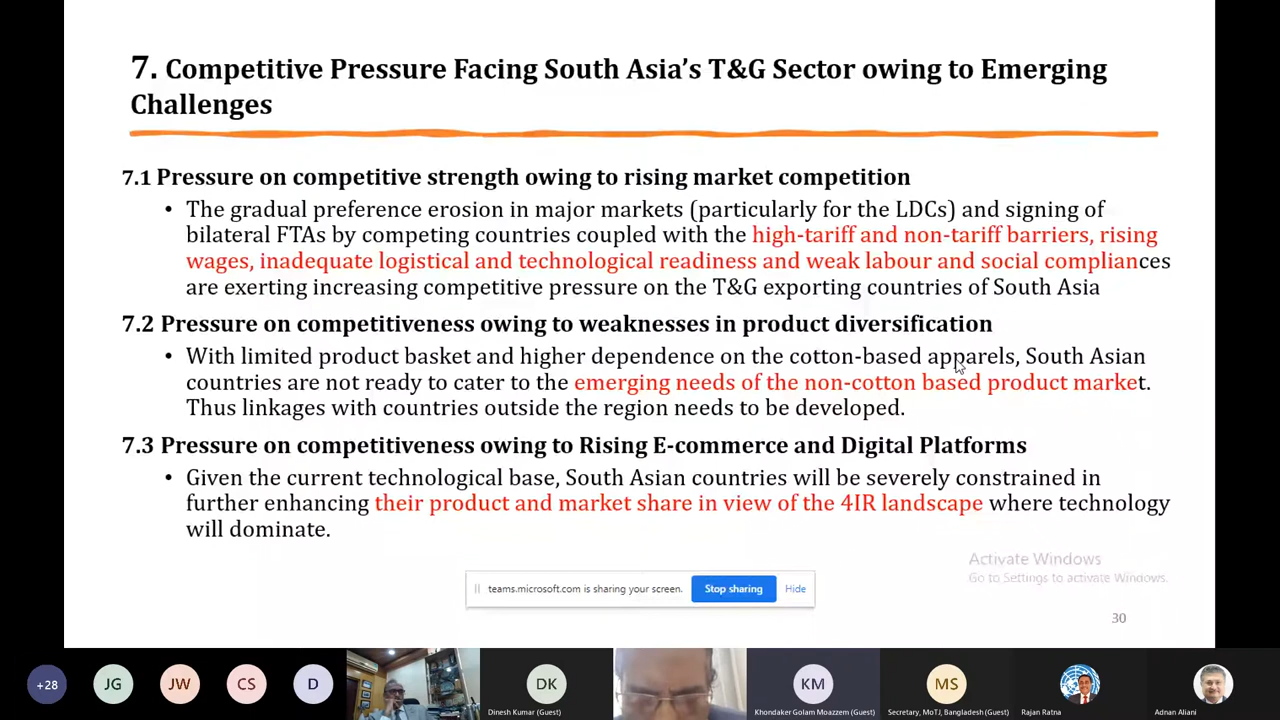 7. Competitive Pressure Facing South Asia's T&G Sector owing to Emerging
Challenges
7.1 Pressure on competitive strength owing to rising market competition
• The gradual preference erosion in major markets (particularly for the LDCs) and signing of
bilateral FTAs by competing countries coupled with the high-tariff and non-tariff barriers, rising
wages, inadequate logistical and technological readiness and weak labour and social compliances
are exerting increasing competitive pressure on the T&G exporting countries of South Asia
7.2 Pressure on competitiveness owing to weaknesses in product diversification
• With limited product basket and higher dependence on the cotton-based apparels, South Asian
countries are not ready to cater to the emerging needs of the non-cotton based product market.
Thus linkages with countries outside the region needs to be developed.
7.3 Pressure on competitiveness owing to Rising E-commerce and Digital Platforms
• Given the current technological base, South Asian countries will be severely constrained in
further enhancing their product and market share in view of the 4IR landscape where technology
will dominate.
Activate Windows
Go to Settings to activate Windows.
teams.microsoft.com is sharing your screen. Stop sharing Hide
30
+28 JG JW CS D DK KM MS
Dinesh Kumar (Guest) Khondaker Golam Moazzem (Guest) Secretary, MoTJ, Bangladesh (Guest) Rajan Ratna Adnan Aliani